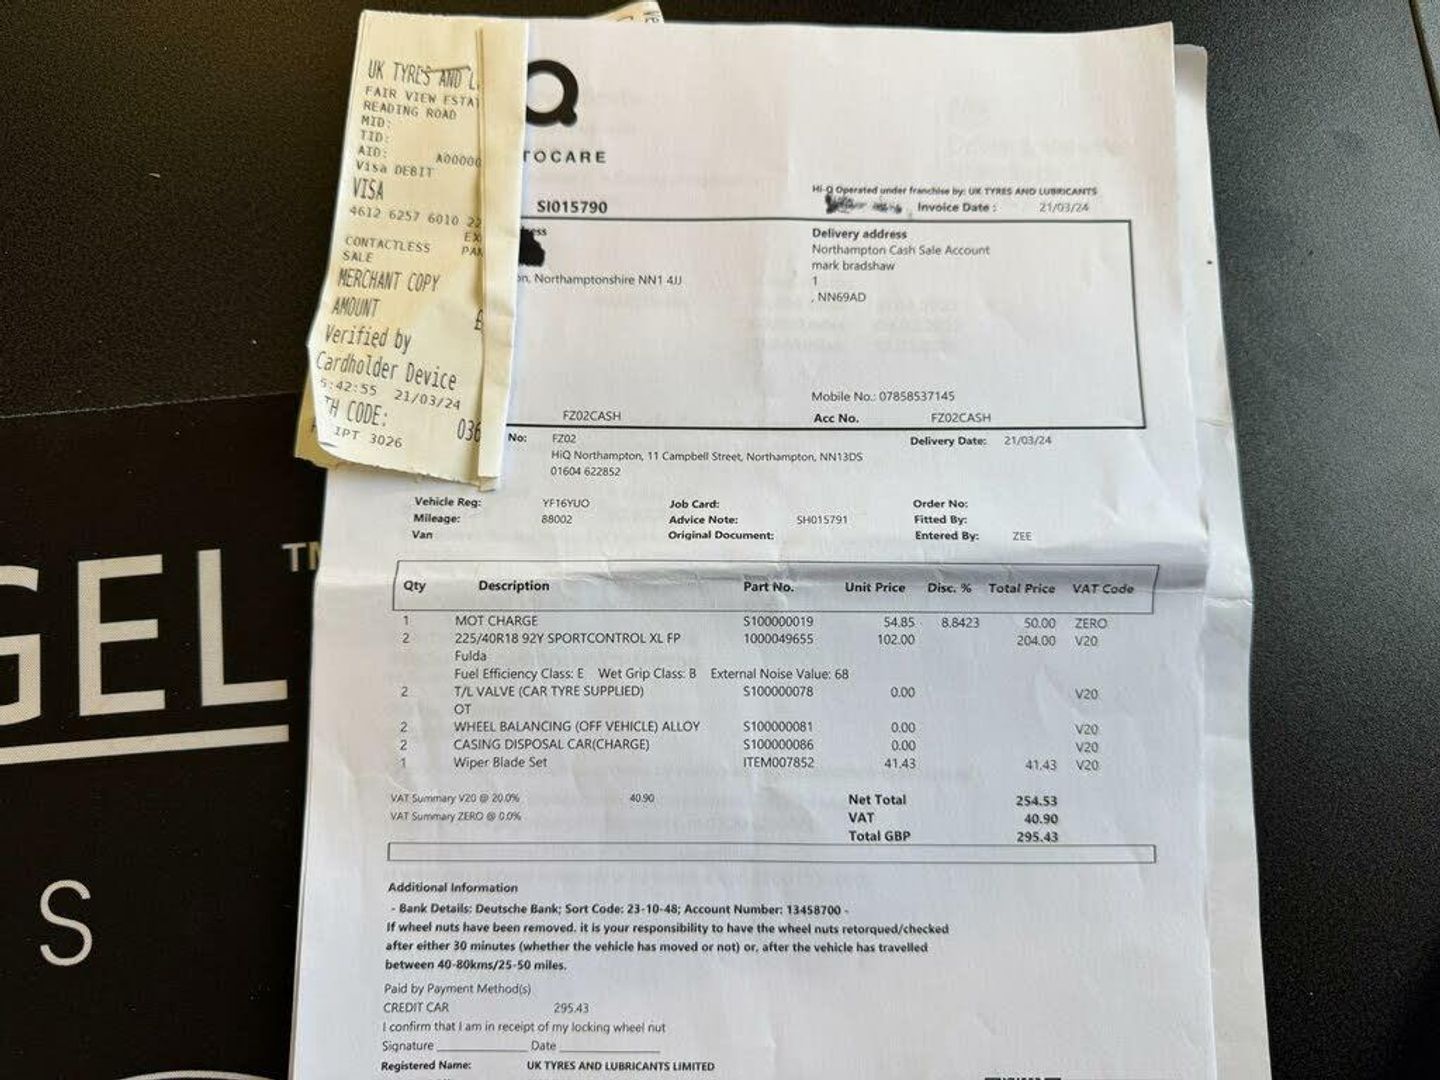 UK TYRES AND L
FAIR VIEW ESTA
READING ROAD
MID:
TID:
AID: A00000
Visa DEBIT
VISA
4612 6257 6010 22
EX
CONTACTLESS PAN
SALE
MERCHANT COPY
AMOUNT £
Verified by
Cardholder Device
5:42:55 21/03/24
TH CODE: 036
IPT 3026
Q
TOCARE
Hi-Q Operated under franchise by: UK TYRES AND LUBRICANTS
SI015790
Invoice Date : 21/03/24
ess
on, Northamptonshire NN1 4JJ
Delivery address
Northampton Cash Sale Account
mark bradshaw
1
, NN69AD
Mobile No.: 07858537145
FZ02CASH Acc No. FZ02CASH
No: FZ02 Delivery Date: 21/03/24
HiQ Northampton, 11 Campbell Street, Northampton, NN13DS
01604 622852
Vehicle Reg: YF16YUO Job Card: Order No:
Mileage: 88002 Advice Note: SH015791 Fitted By:
Van Original Document: Entered By: ZEE
Qty Description Part No. Unit Price Disc. % Total Price VAT Code
1 MOT CHARGE S100000019 54.85 8.8423 50.00 ZERO
2 225/40R18 92Y SPORTCONTROL XL FP 1000049655 102.00 204.00 V20
Fulda
Fuel Efficiency Class: E Wet Grip Class: B External Noise Value: 68
2 T/L VALVE (CAR TYRE SUPPLIED) S100000078 0.00 V20
OT
2 WHEEL BALANCING (OFF VEHICLE) ALLOY S100000081 0.00 V20
2 CASING DISPOSAL CAR(CHARGE) S100000086 0.00 V20
1 Wiper Blade Set ITEM007852 41.43 41.43 V20
VAT Summary V20 @ 20.0% 40.90 Net Total 254.53
VAT Summary ZERO @ 0.0% VAT 40.90
Total GBP 295.43
Additional Information
- Bank Details: Deutsche Bank; Sort Code: 23-10-48; Account Number: 13458700 -
If wheel nuts have been removed. it is your responsibility to have the wheel nuts retorqued/checked
after either 30 minutes (whether the vehicle has moved or not) or, after the vehicle has travelled
between 40-80kms/25-50 miles.
Paid by Payment Method(s)
CREDIT CAR 295.43
I confirm that I am in receipt of my locking wheel nut
Signature Date
Registered Name: UK TYRES AND LUBRICANTS LIMITED
GEL™
S